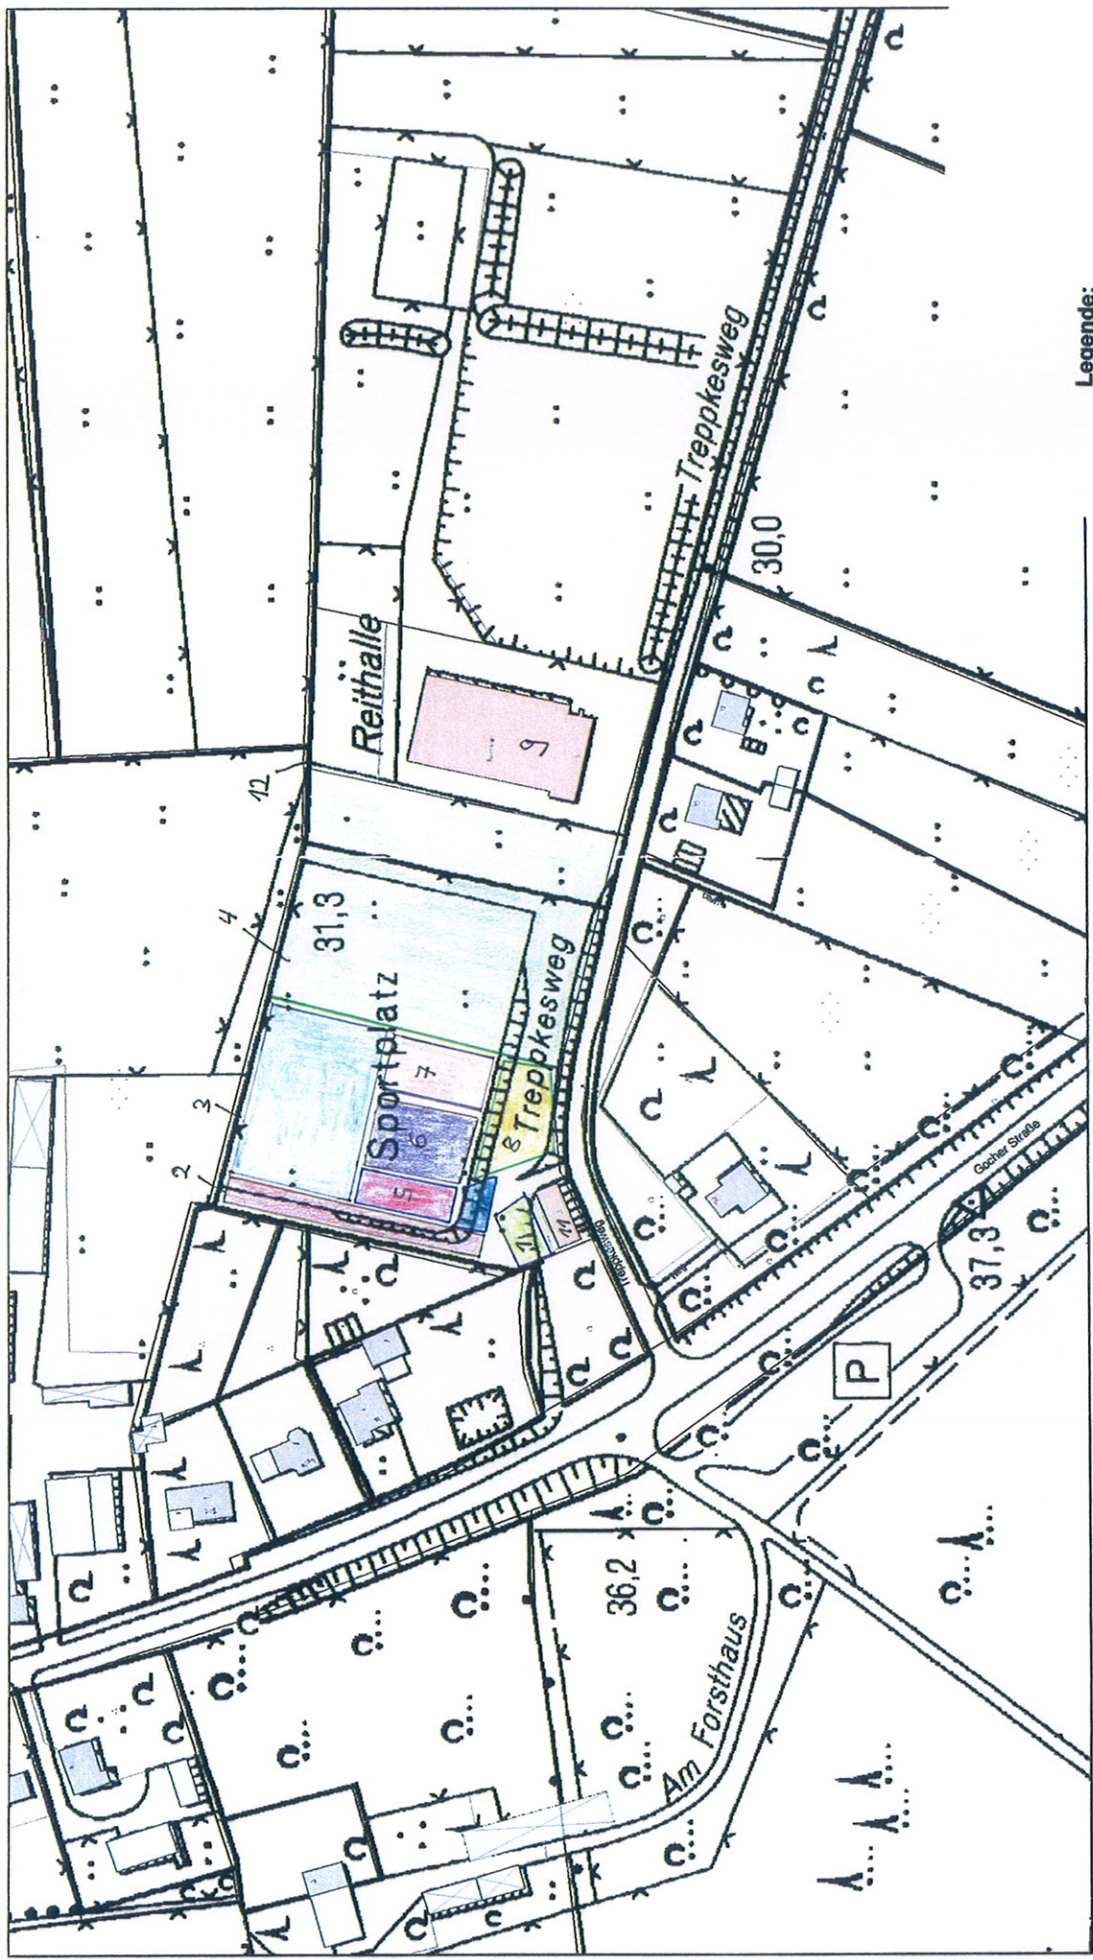 Reithalle
Treppkesweg
30,0
9
12
4
31,3
Sportplatz
3
2
7
6
5
8
Treppkesweg
11
Treppkesweg
Gocher Straße
37,3
P
36,2
Am Forsthaus
Legende: